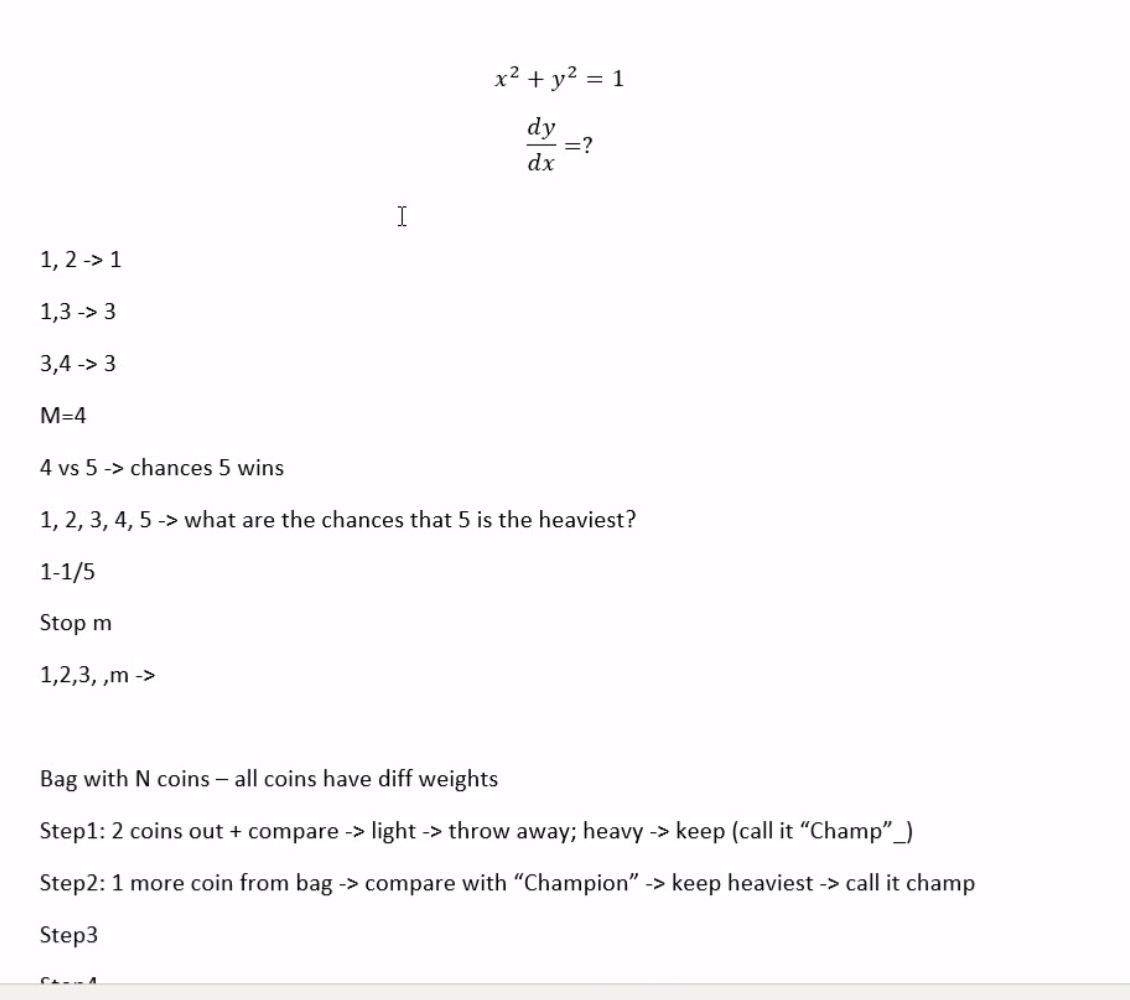 x² + y² = 1
dy/dx =?
1, 2 -> 1
1,3 -> 3
3,4 -> 3
M=4
4 vs 5 -> chances 5 wins
1, 2, 3, 4, 5 -> what are the chances that 5 is the heaviest?
1-1/5
Stop m
1,2,3, ,m ->
Bag with N coins – all coins have diff weights
Step1: 2 coins out + compare -> light -> throw away; heavy -> keep (call it “Champ”_)
Step2: 1 more coin from bag -> compare with “Champion” -> keep heaviest -> call it champ
Step3